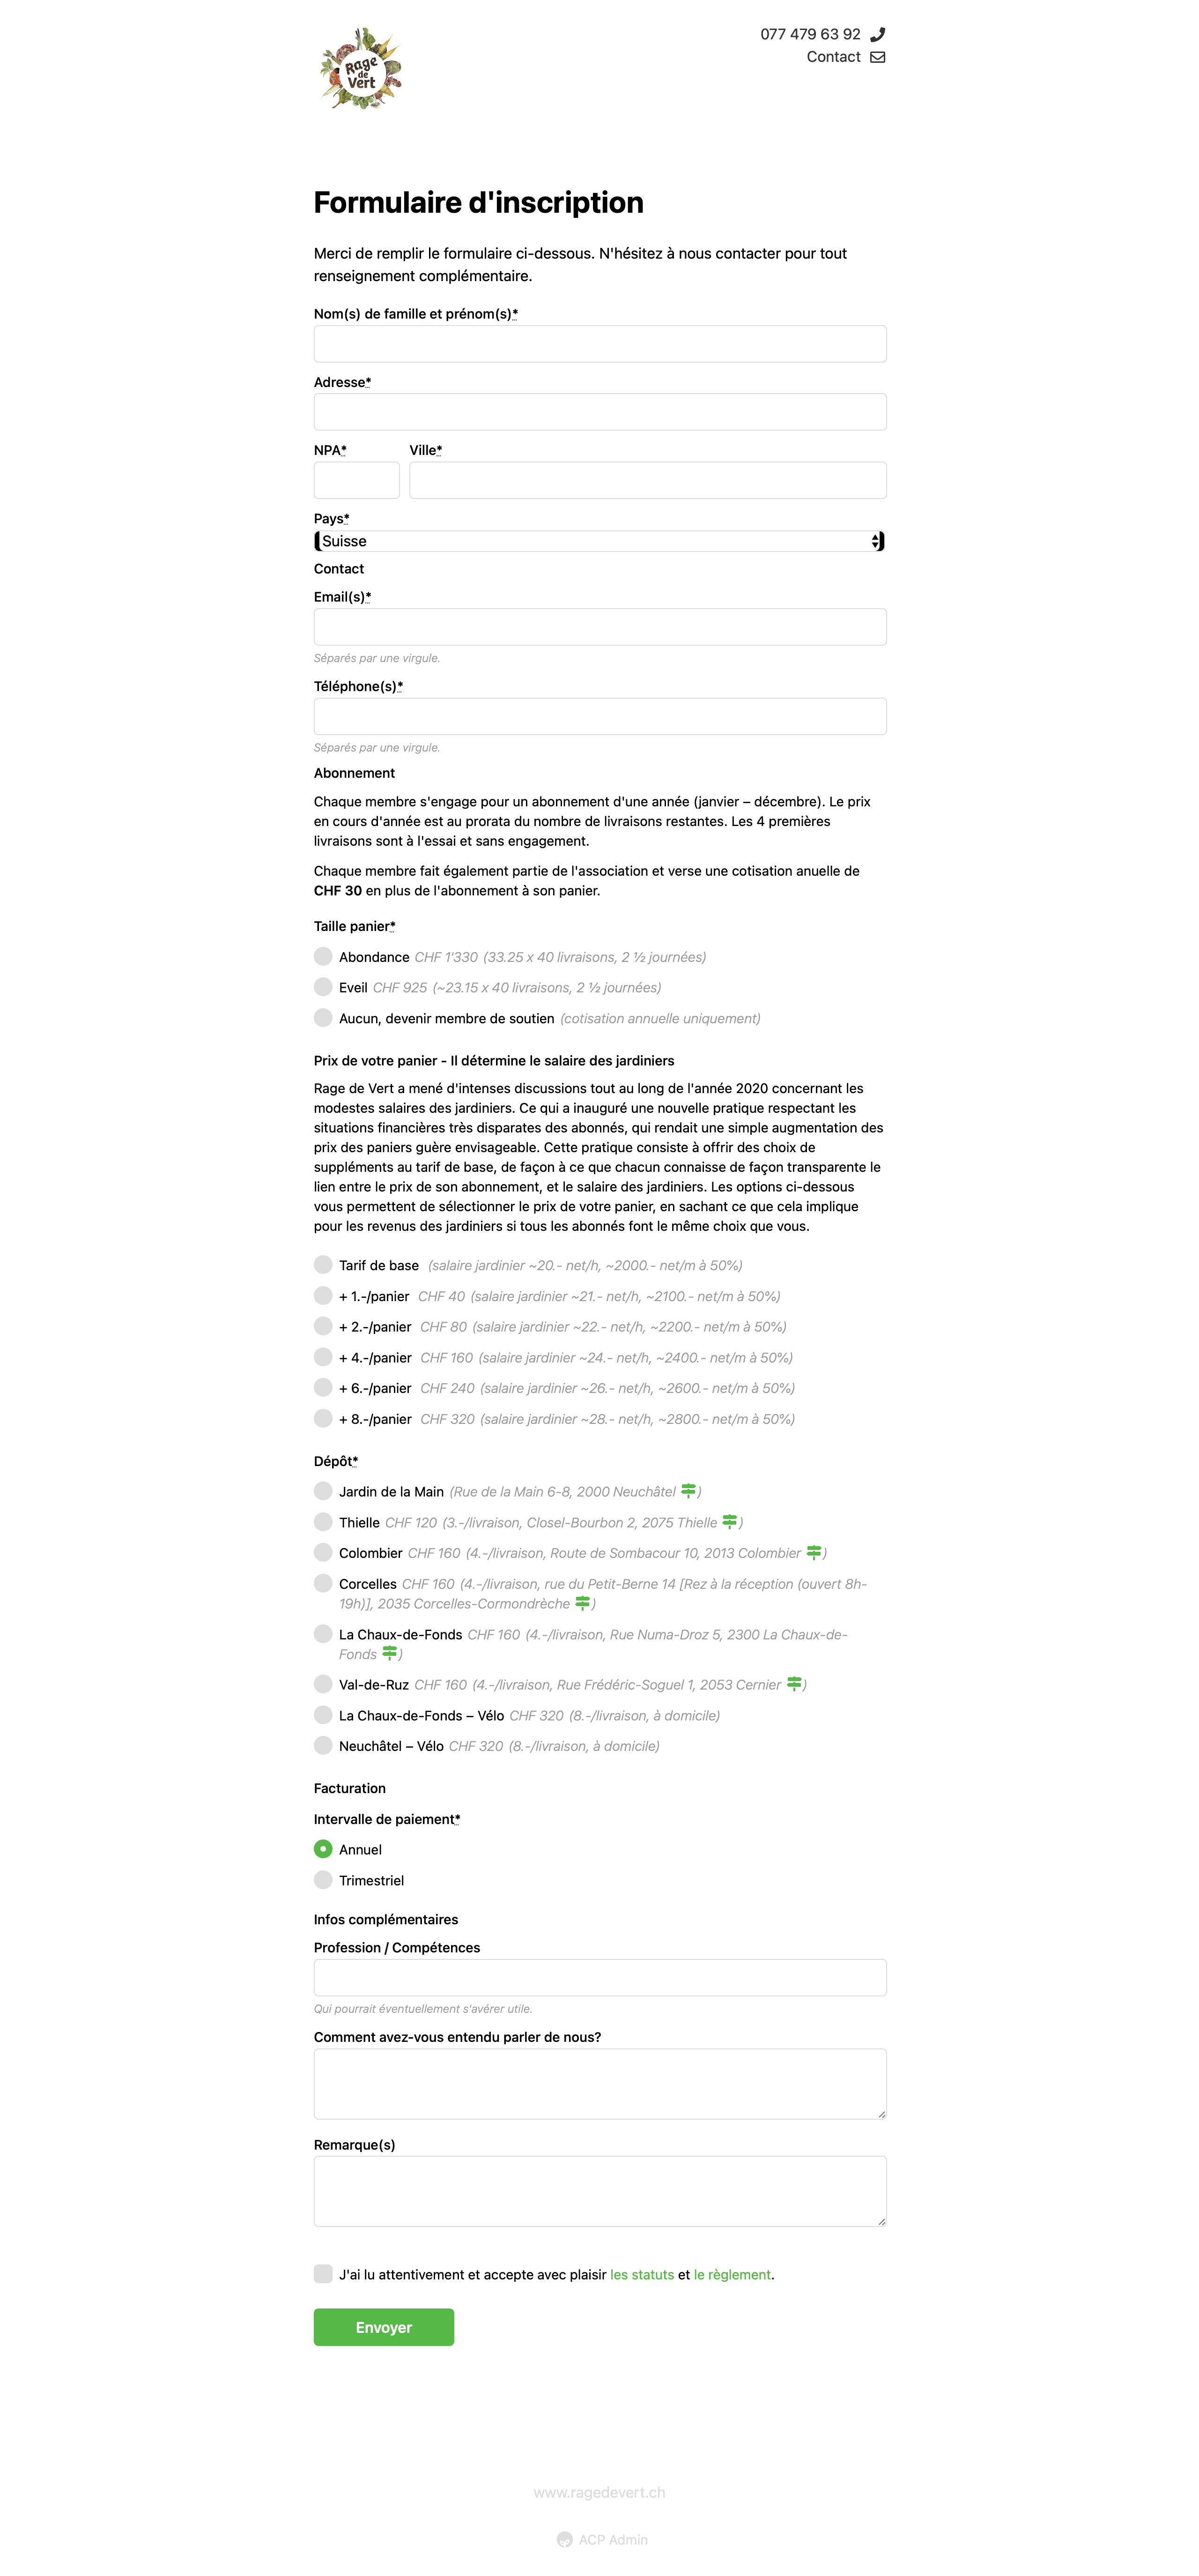 Rage
de
Vert
077 479 63 92
Contact
Formulaire d'inscription
Merci de remplir le formulaire ci-dessous. N'hésitez à nous contacter pour tout
renseignement complémentaire.
Nom(s) de famille et prénom(s)*
Adresse*
NPA* Ville*
Pays*
Suisse
Contact
Email(s)*
Séparés par une virgule.
Téléphone(s)*
Séparés par une virgule.
Abonnement
Chaque membre s'engage pour un abonnement d'une année (janvier – décembre). Le prix
en cours d'année est au prorata du nombre de livraisons restantes. Les 4 premières
livraisons sont à l'essai et sans engagement.
Chaque membre fait également partie de l'association et verse une cotisation anuelle de
CHF 30 en plus de l'abonnement à son panier.
Taille panier*
Abondance CHF 1'330 (33.25 x 40 livraisons, 2 ½ journées)
Eveil CHF 925 (~23.15 x 40 livraisons, 2 ½ journées)
Aucun, devenir membre de soutien (cotisation annuelle uniquement)
Prix de votre panier - Il détermine le salaire des jardiniers
Rage de Vert a mené d'intenses discussions tout au long de l'année 2020 concernant les
modestes salaires des jardiniers. Ce qui a inauguré une nouvelle pratique respectant les
situations financières très disparates des abonnés, qui rendait une simple augmentation des
prix des paniers guère envisageable. Cette pratique consiste à offrir des choix de
suppléments au tarif de base, de façon à ce que chacun connaisse de façon transparente le
lien entre le prix de son abonnement, et le salaire des jardiniers. Les options ci-dessous
vous permettent de sélectionner le prix de votre panier, en sachant ce que cela implique
pour les revenus des jardiniers si tous les abonnés font le même choix que vous.
Tarif de base (salaire jardinier ~20.- net/h, ~2000.- net/m à 50%)
+ 1.-/panier CHF 40 (salaire jardinier ~21.- net/h, ~2100.- net/m à 50%)
+ 2.-/panier CHF 80 (salaire jardinier ~22.- net/h, ~2200.- net/m à 50%)
+ 4.-/panier CHF 160 (salaire jardinier ~24.- net/h, ~2400.- net/m à 50%)
+ 6.-/panier CHF 240 (salaire jardinier ~26.- net/h, ~2600.- net/m à 50%)
+ 8.-/panier CHF 320 (salaire jardinier ~28.- net/h, ~2800.- net/m à 50%)
Dépôt*
Jardin de la Main (Rue de la Main 6-8, 2000 Neuchâtel )
Thielle CHF 120 (3.-/livraison, Closel-Bourbon 2, 2075 Thielle )
Colombier CHF 160 (4.-/livraison, Route de Sombacour 10, 2013 Colombier )
Corcelles CHF 160 (4.-/livraison, rue du Petit-Berne 14 [Rez à la réception (ouvert 8h-
19h)], 2035 Corcelles-Cormondrèche )
La Chaux-de-Fonds CHF 160 (4.-/livraison, Rue Numa-Droz 5, 2300 La Chaux-de-
Fonds )
Val-de-Ruz CHF 160 (4.-/livraison, Rue Frédéric-Soguel 1, 2053 Cernier )
La Chaux-de-Fonds – Vélo CHF 320 (8.-/livraison, à domicile)
Neuchâtel – Vélo CHF 320 (8.-/livraison, à domicile)
Facturation
Intervalle de paiement*
Annuel
Trimestriel
Infos complémentaires
Profession / Compétences
Qui pourrait éventuellement s'avérer utile.
Comment avez-vous entendu parler de nous?
Remarque(s)
J'ai lu attentivement et accepte avec plaisir les statuts et le règlement.
Envoyer
www.ragedevert.ch
ACP Admin